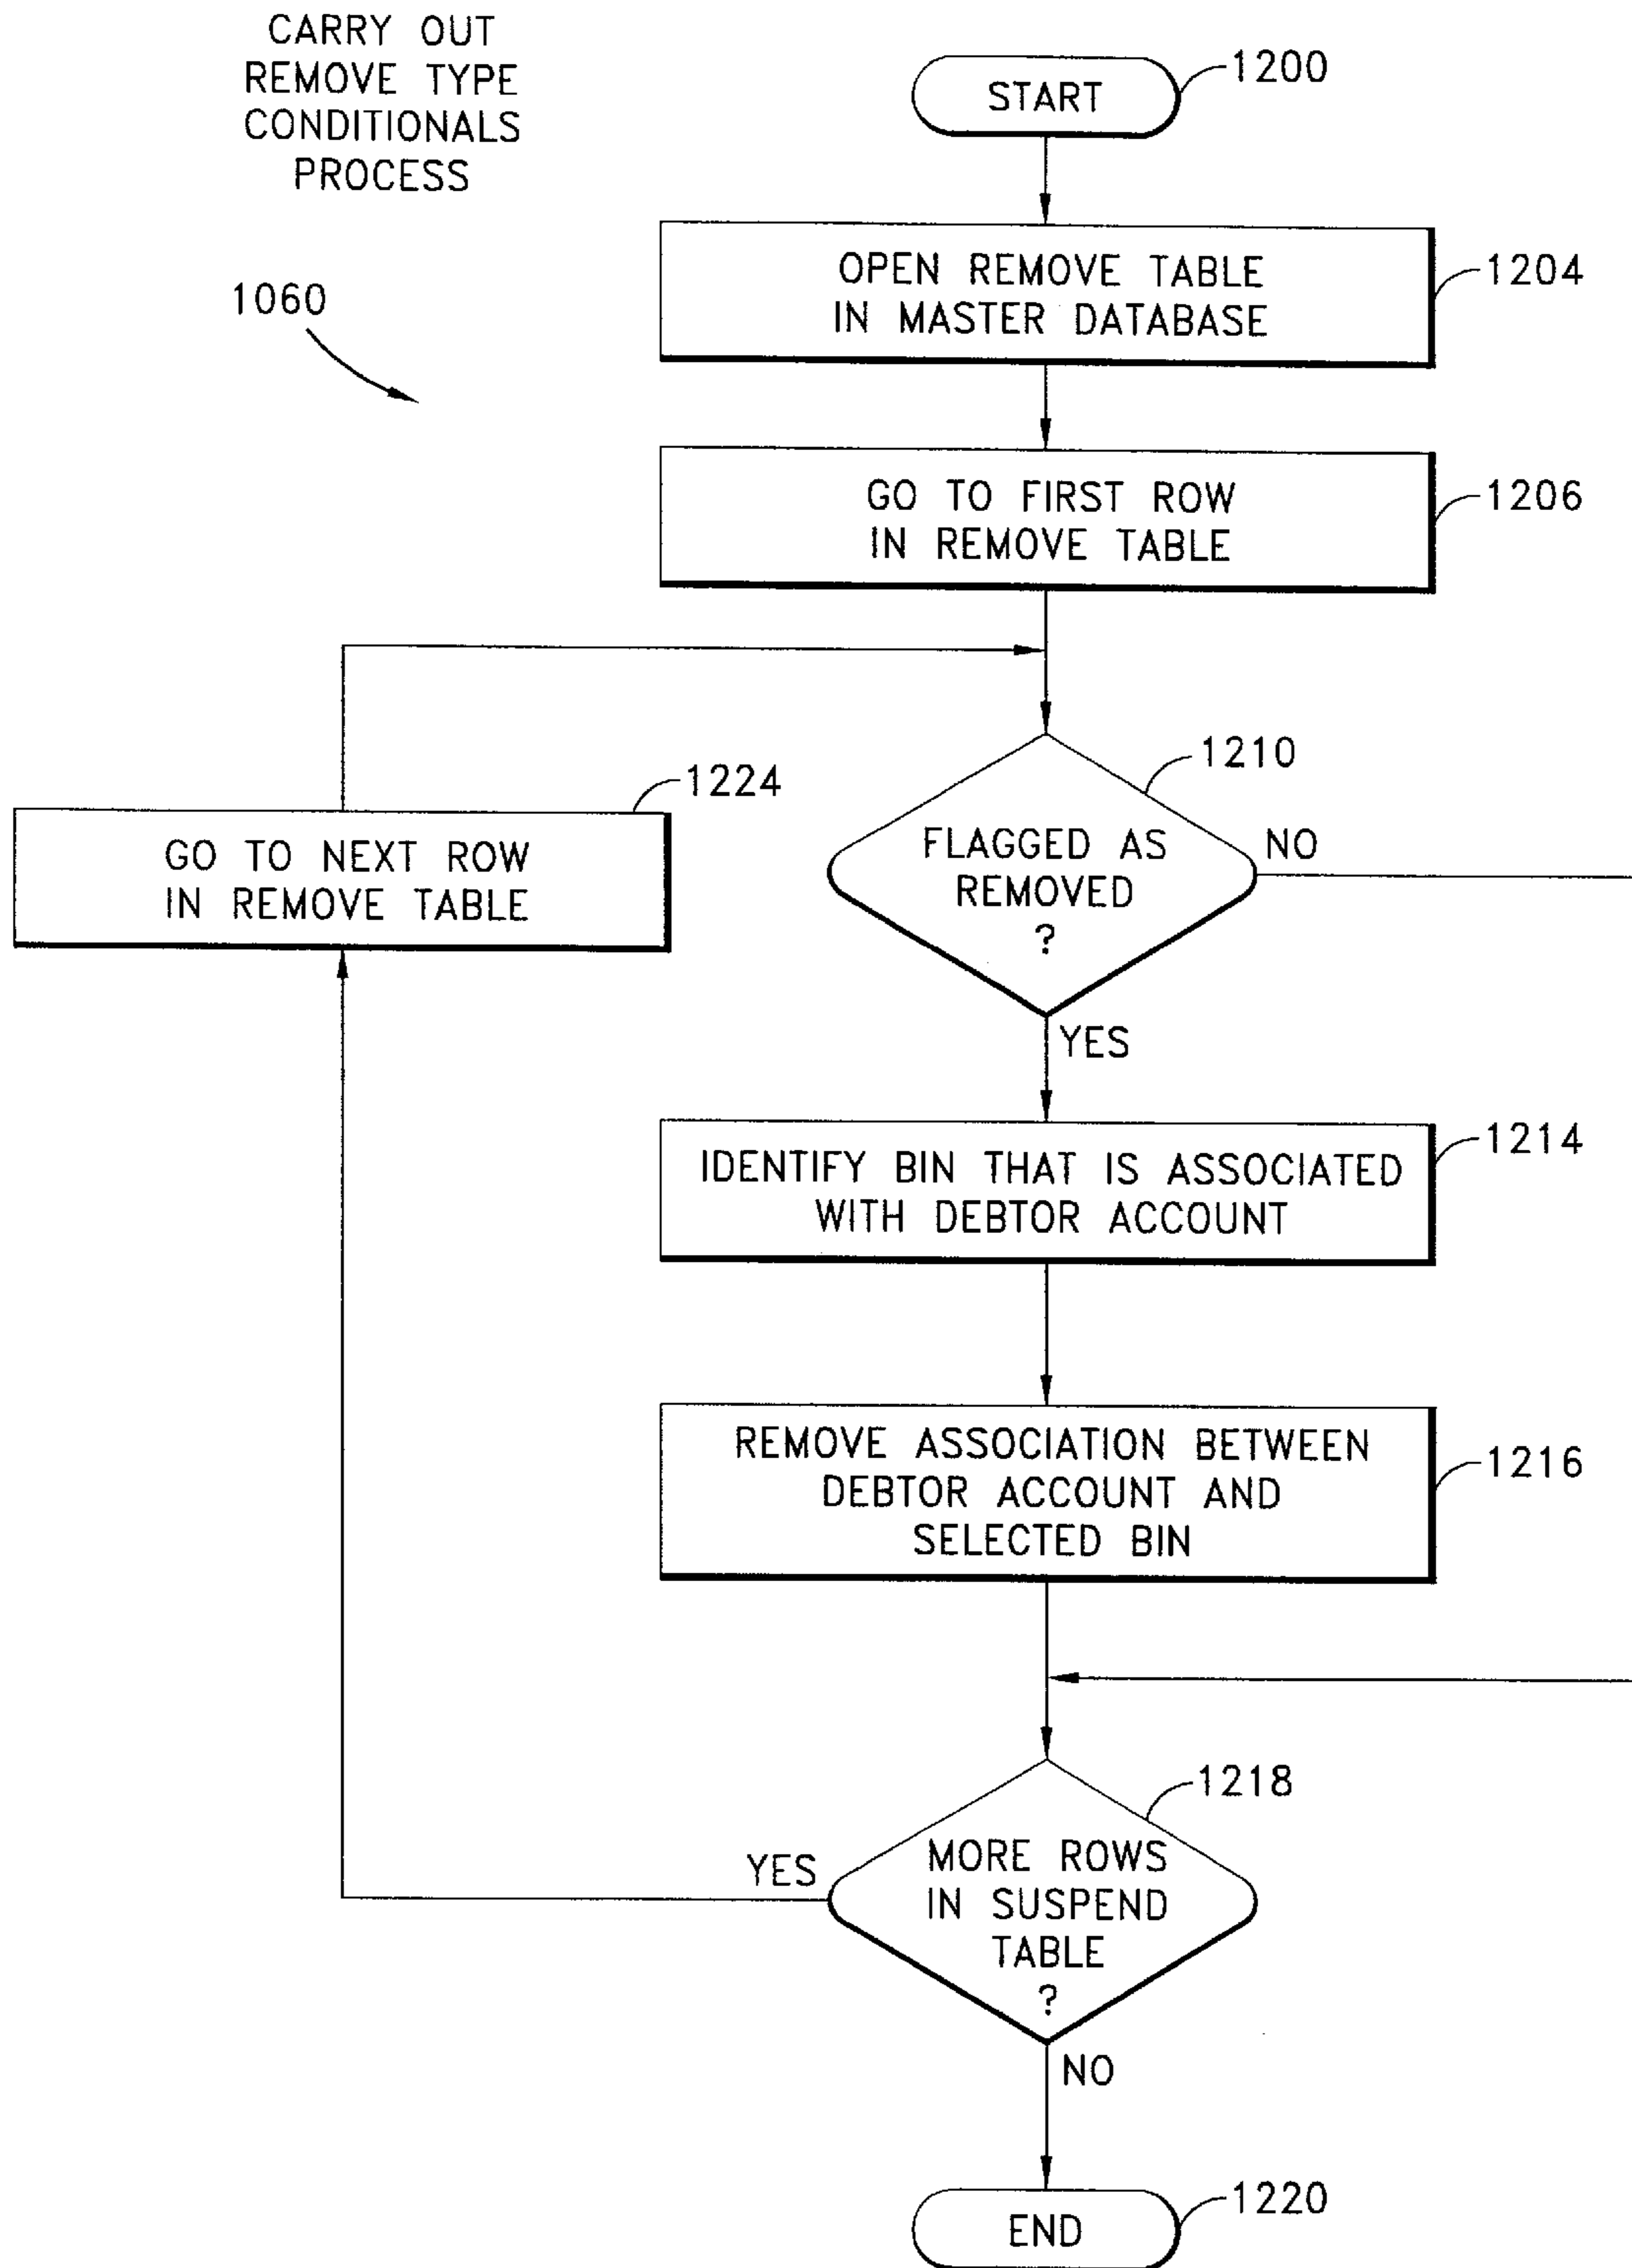 CARRY OUT
REMOVE TYPE
CONDITIONALS
PROCESS
1060
START
1200
OPEN REMOVE TABLE
IN MASTER DATABASE
1204
GO TO FIRST ROW
IN REMOVE TABLE
1206
1224
GO TO NEXT ROW
IN REMOVE TABLE
1210
FLAGGED AS
REMOVED
?
NO
YES
IDENTIFY BIN THAT IS ASSOCIATED
WITH DEBTOR ACCOUNT
1214
REMOVE ASSOCIATION BETWEEN
DEBTOR ACCOUNT AND
SELECTED BIN
1216
1218
MORE ROWS
IN SUSPEND
TABLE
?
YES
NO
END
1220